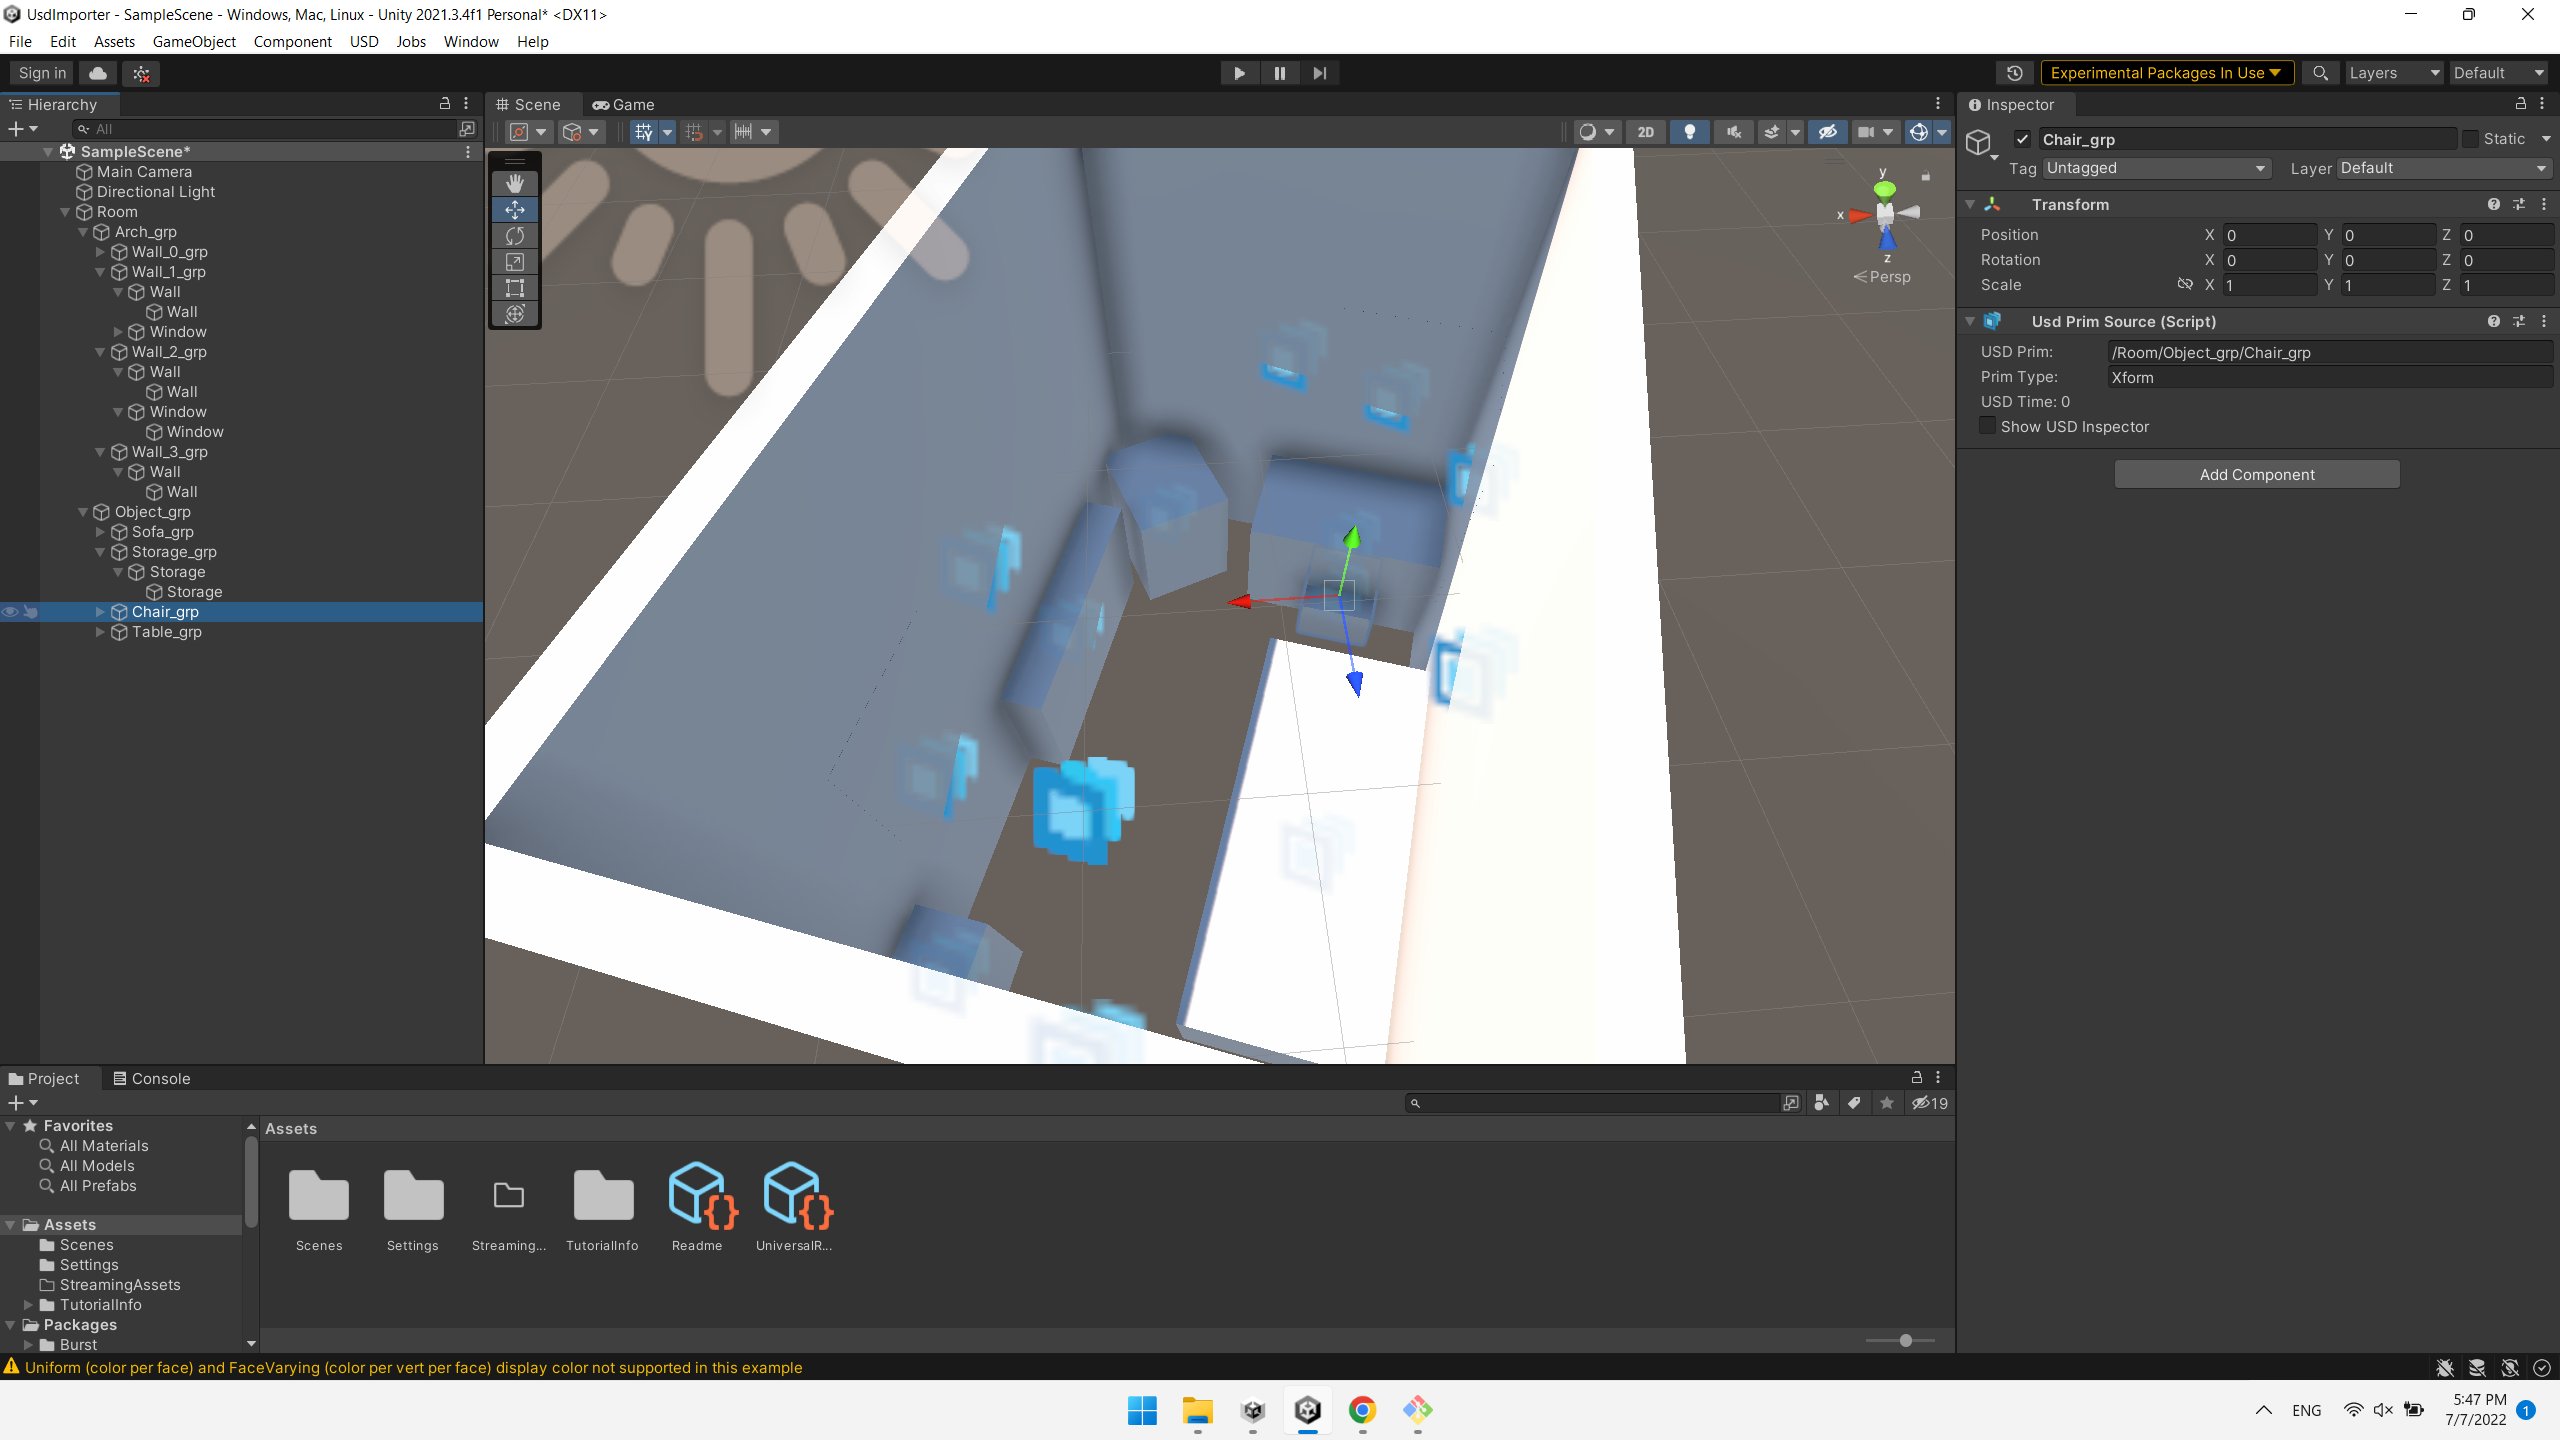 UsdImporter - SampleScene - Windows, Mac, Linux - Unity 2021.3.4f1 Personal* <DX11>
File Edit Assets GameObject Component USD Jobs Window Help
Sign in
Experimental Packages In Use
Layers
Default
Hierarchy
All
SampleScene*
Main Camera
Directional Light
Room
Arch_grp
Wall_0_grp
Wall_1_grp
Wall
Wall
Window
Wall_2_grp
Wall
Wall
Window
Window
Wall_3_grp
Wall
Wall
Object_grp
Sofa_grp
Storage_grp
Storage
Storage
Chair_grp
Table_grp
Scene Game
2D
y
x
z
Persp
Inspector
Chair_grp Static
Tag Untagged Layer Default
Transform
Position X 0 Y 0 Z 0
Rotation X 0 Y 0 Z 0
Scale X 1 Y 1 Z 1
Usd Prim Source (Script)
USD Prim: /Room/Object_grp/Chair_grp
Prim Type: Xform
USD Time: 0
Show USD Inspector
Add Component
Project Console
19
Favorites
All Materials
All Models
All Prefabs
Assets
Scenes
Settings
StreamingAssets
TutorialInfo
Packages
Burst
Assets
Scenes Settings Streaming... TutorialInfo Readme UniversalR...
Uniform (color per face) and FaceVarying (color per vert per face) display color not supported in this example
ENG
5:47 PM
7/7/2022
1